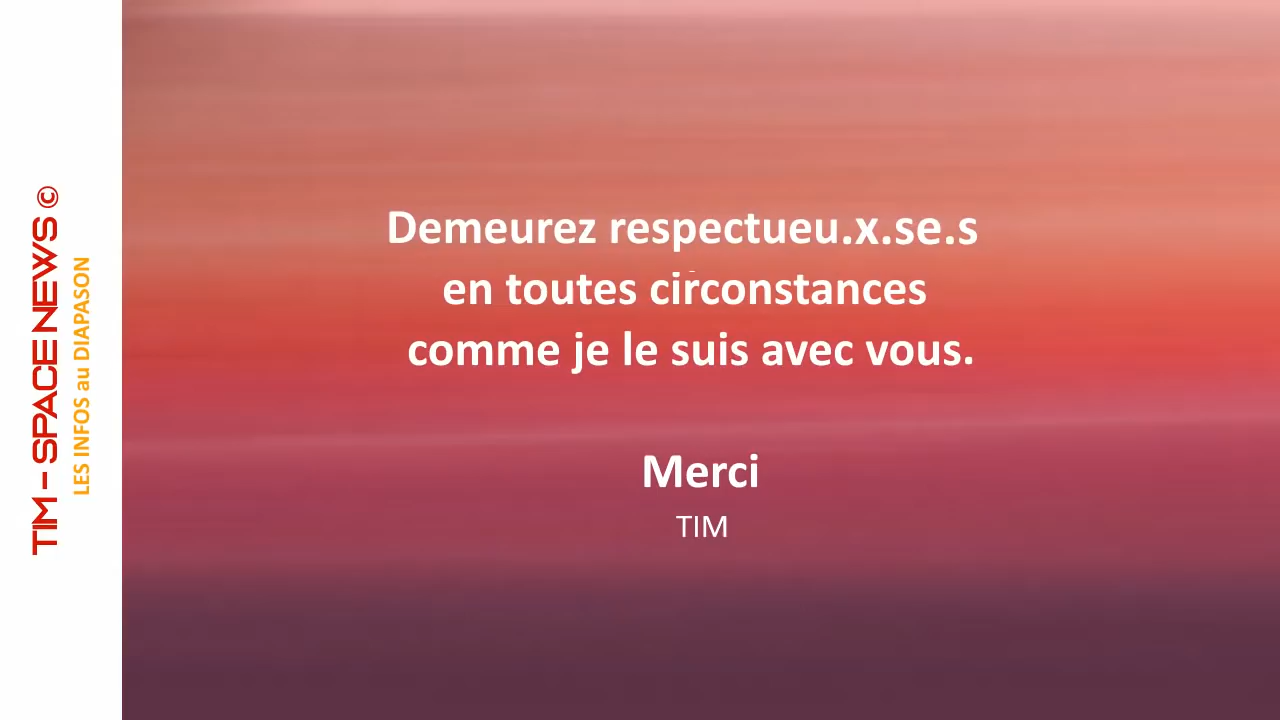 TIM – SPACE NEWS ©
LES INFOS au DIAPASON
Demeurez respectueu.x.se.s
en toutes circonstances
comme je le suis avec vous.
Merci
TIM